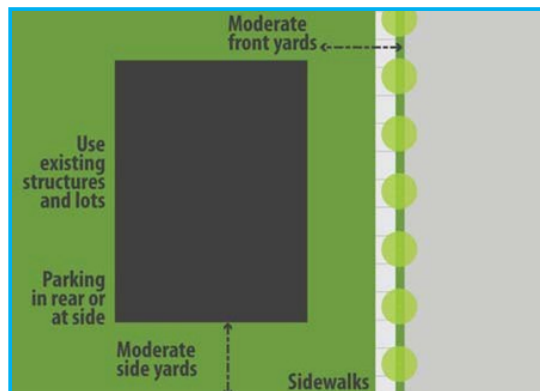 Moderate
front yards
Use
existing
structures
and lots
Parking
in rear or
at side
Moderate
side yards
Sidewalks